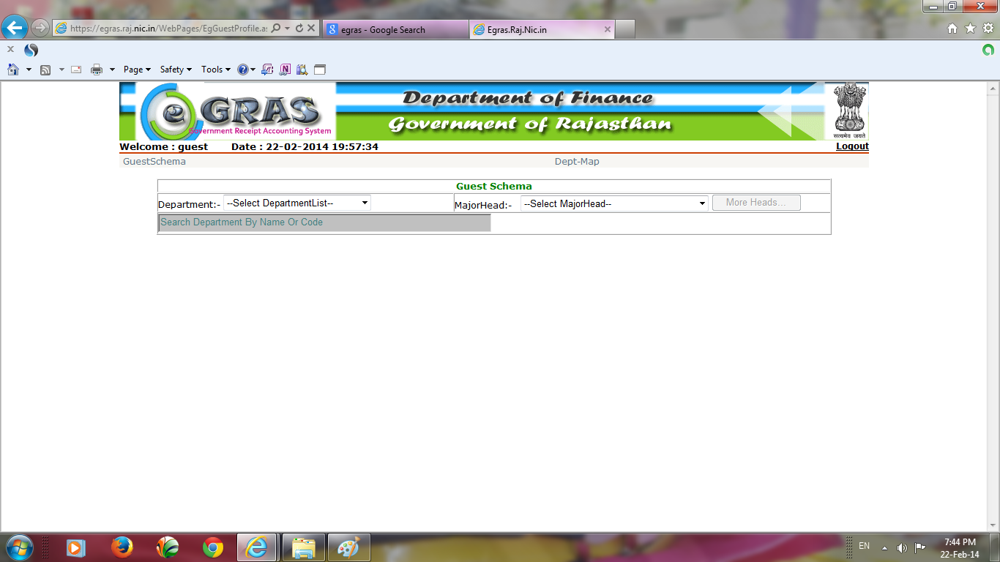 https://egras.raj.nic.in/WebPages/EgGuestProfile.as
egras - Google Search
Egras.Raj.Nic.in
Page
Safety
Tools
eGRAS
Government Receipt Accounting System
Department of Finance
Government of Rajasthan
सत्यमेव जयते
Welcome : guest Date : 22-02-2014 19:57:34 Logout
GuestSchema Dept-Map
Guest Schema
Department:- --Select DepartmentList-- MajorHead:- --Select MajorHead-- More Heads...
Search Department By Name Or Code
EN
7:44 PM
22-Feb-14